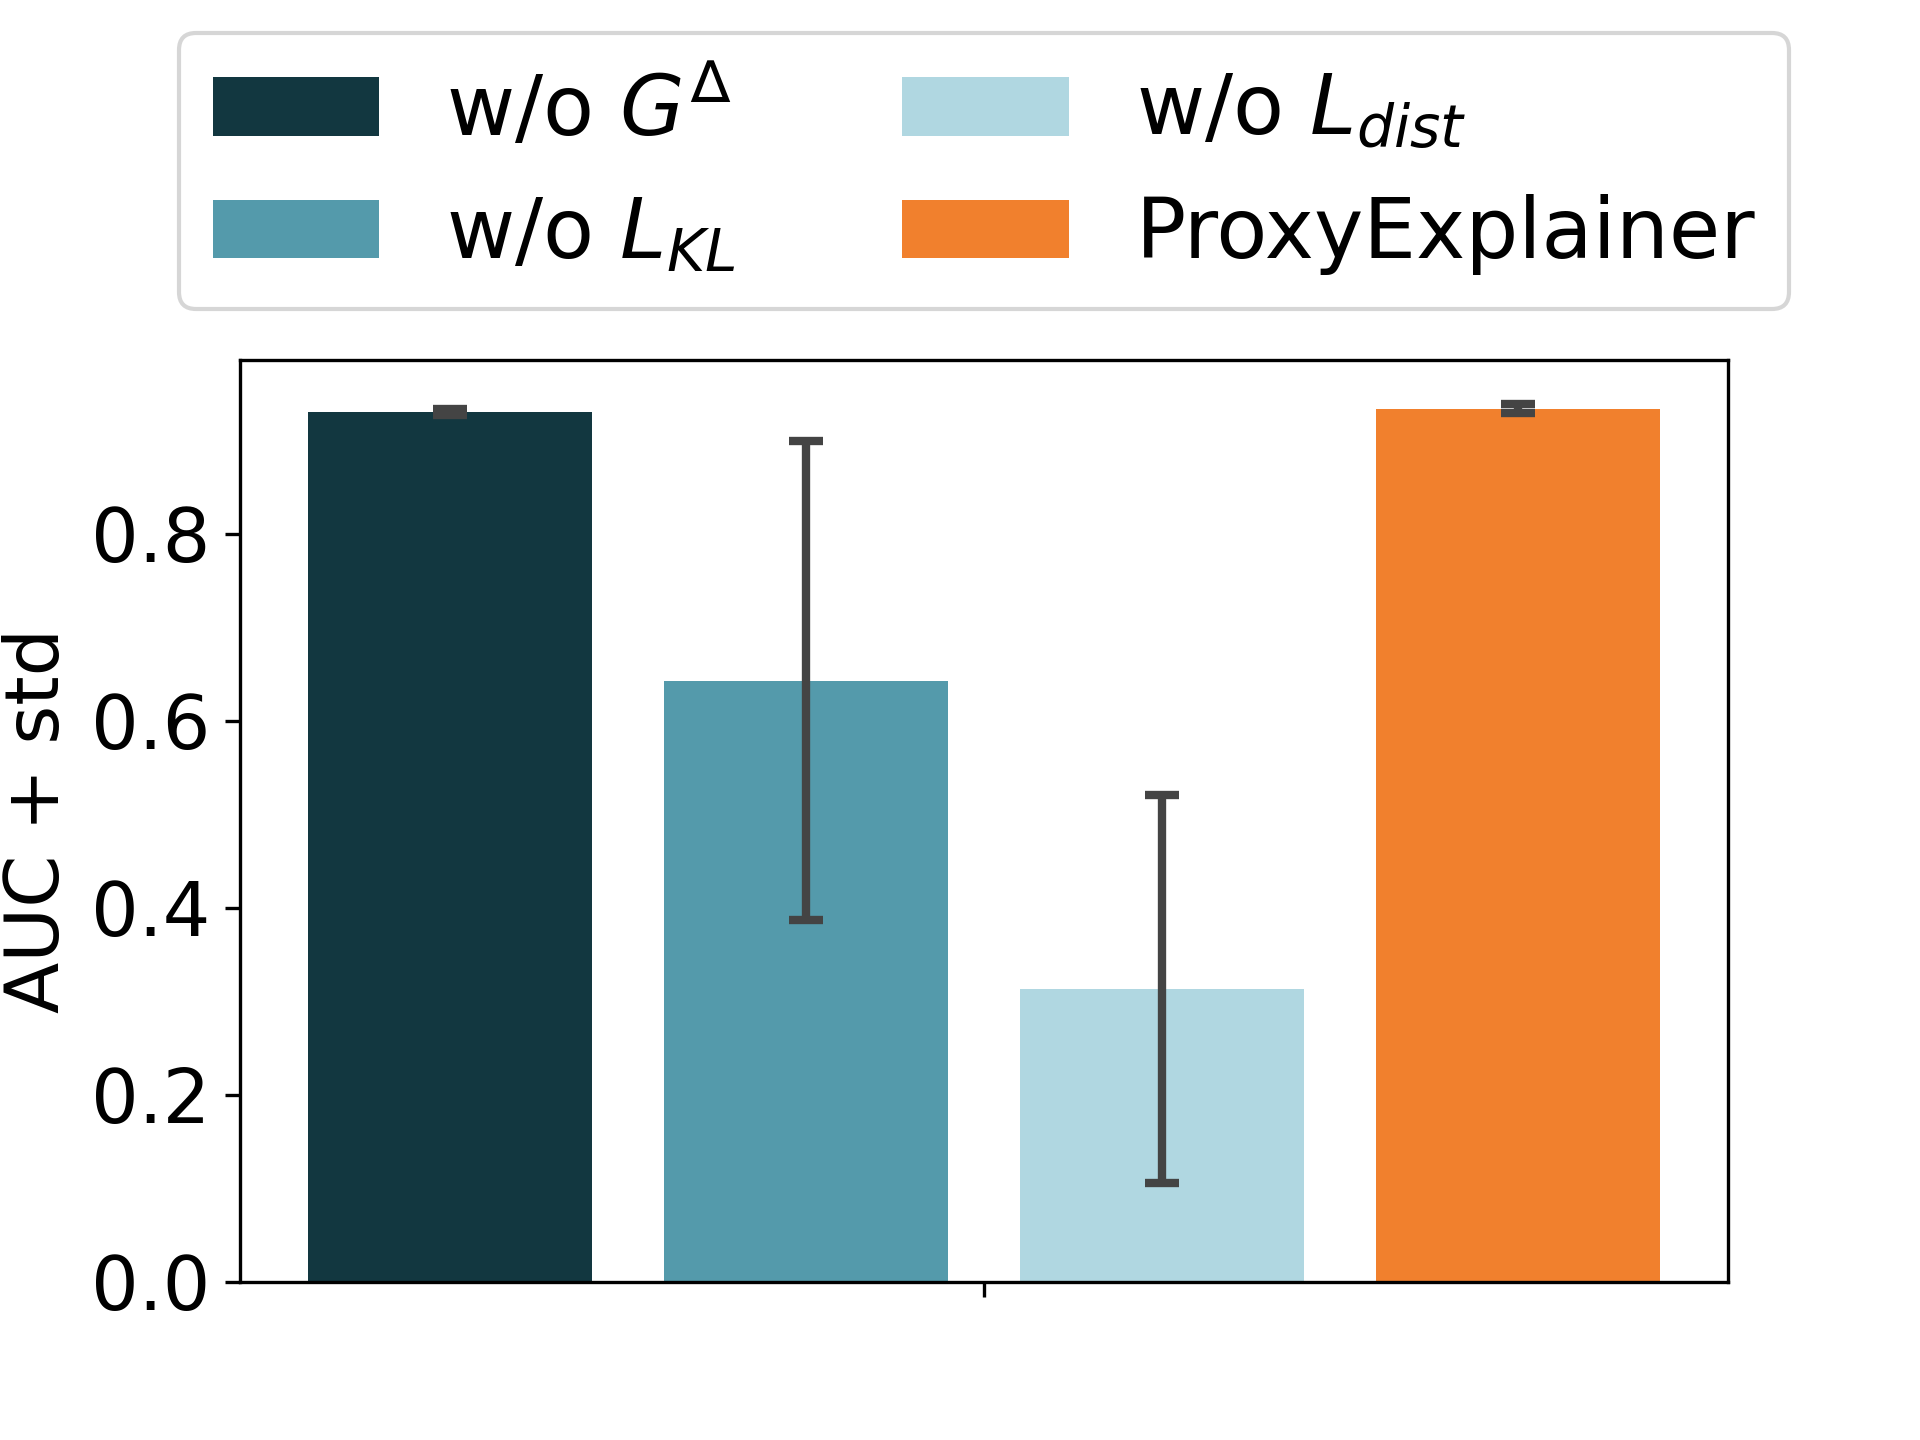 w/o G^Δ
w/o L_dist
w/o L_KL
ProxyExplainer
AUC + std
0.8
0.6
0.4
0.2
0.0